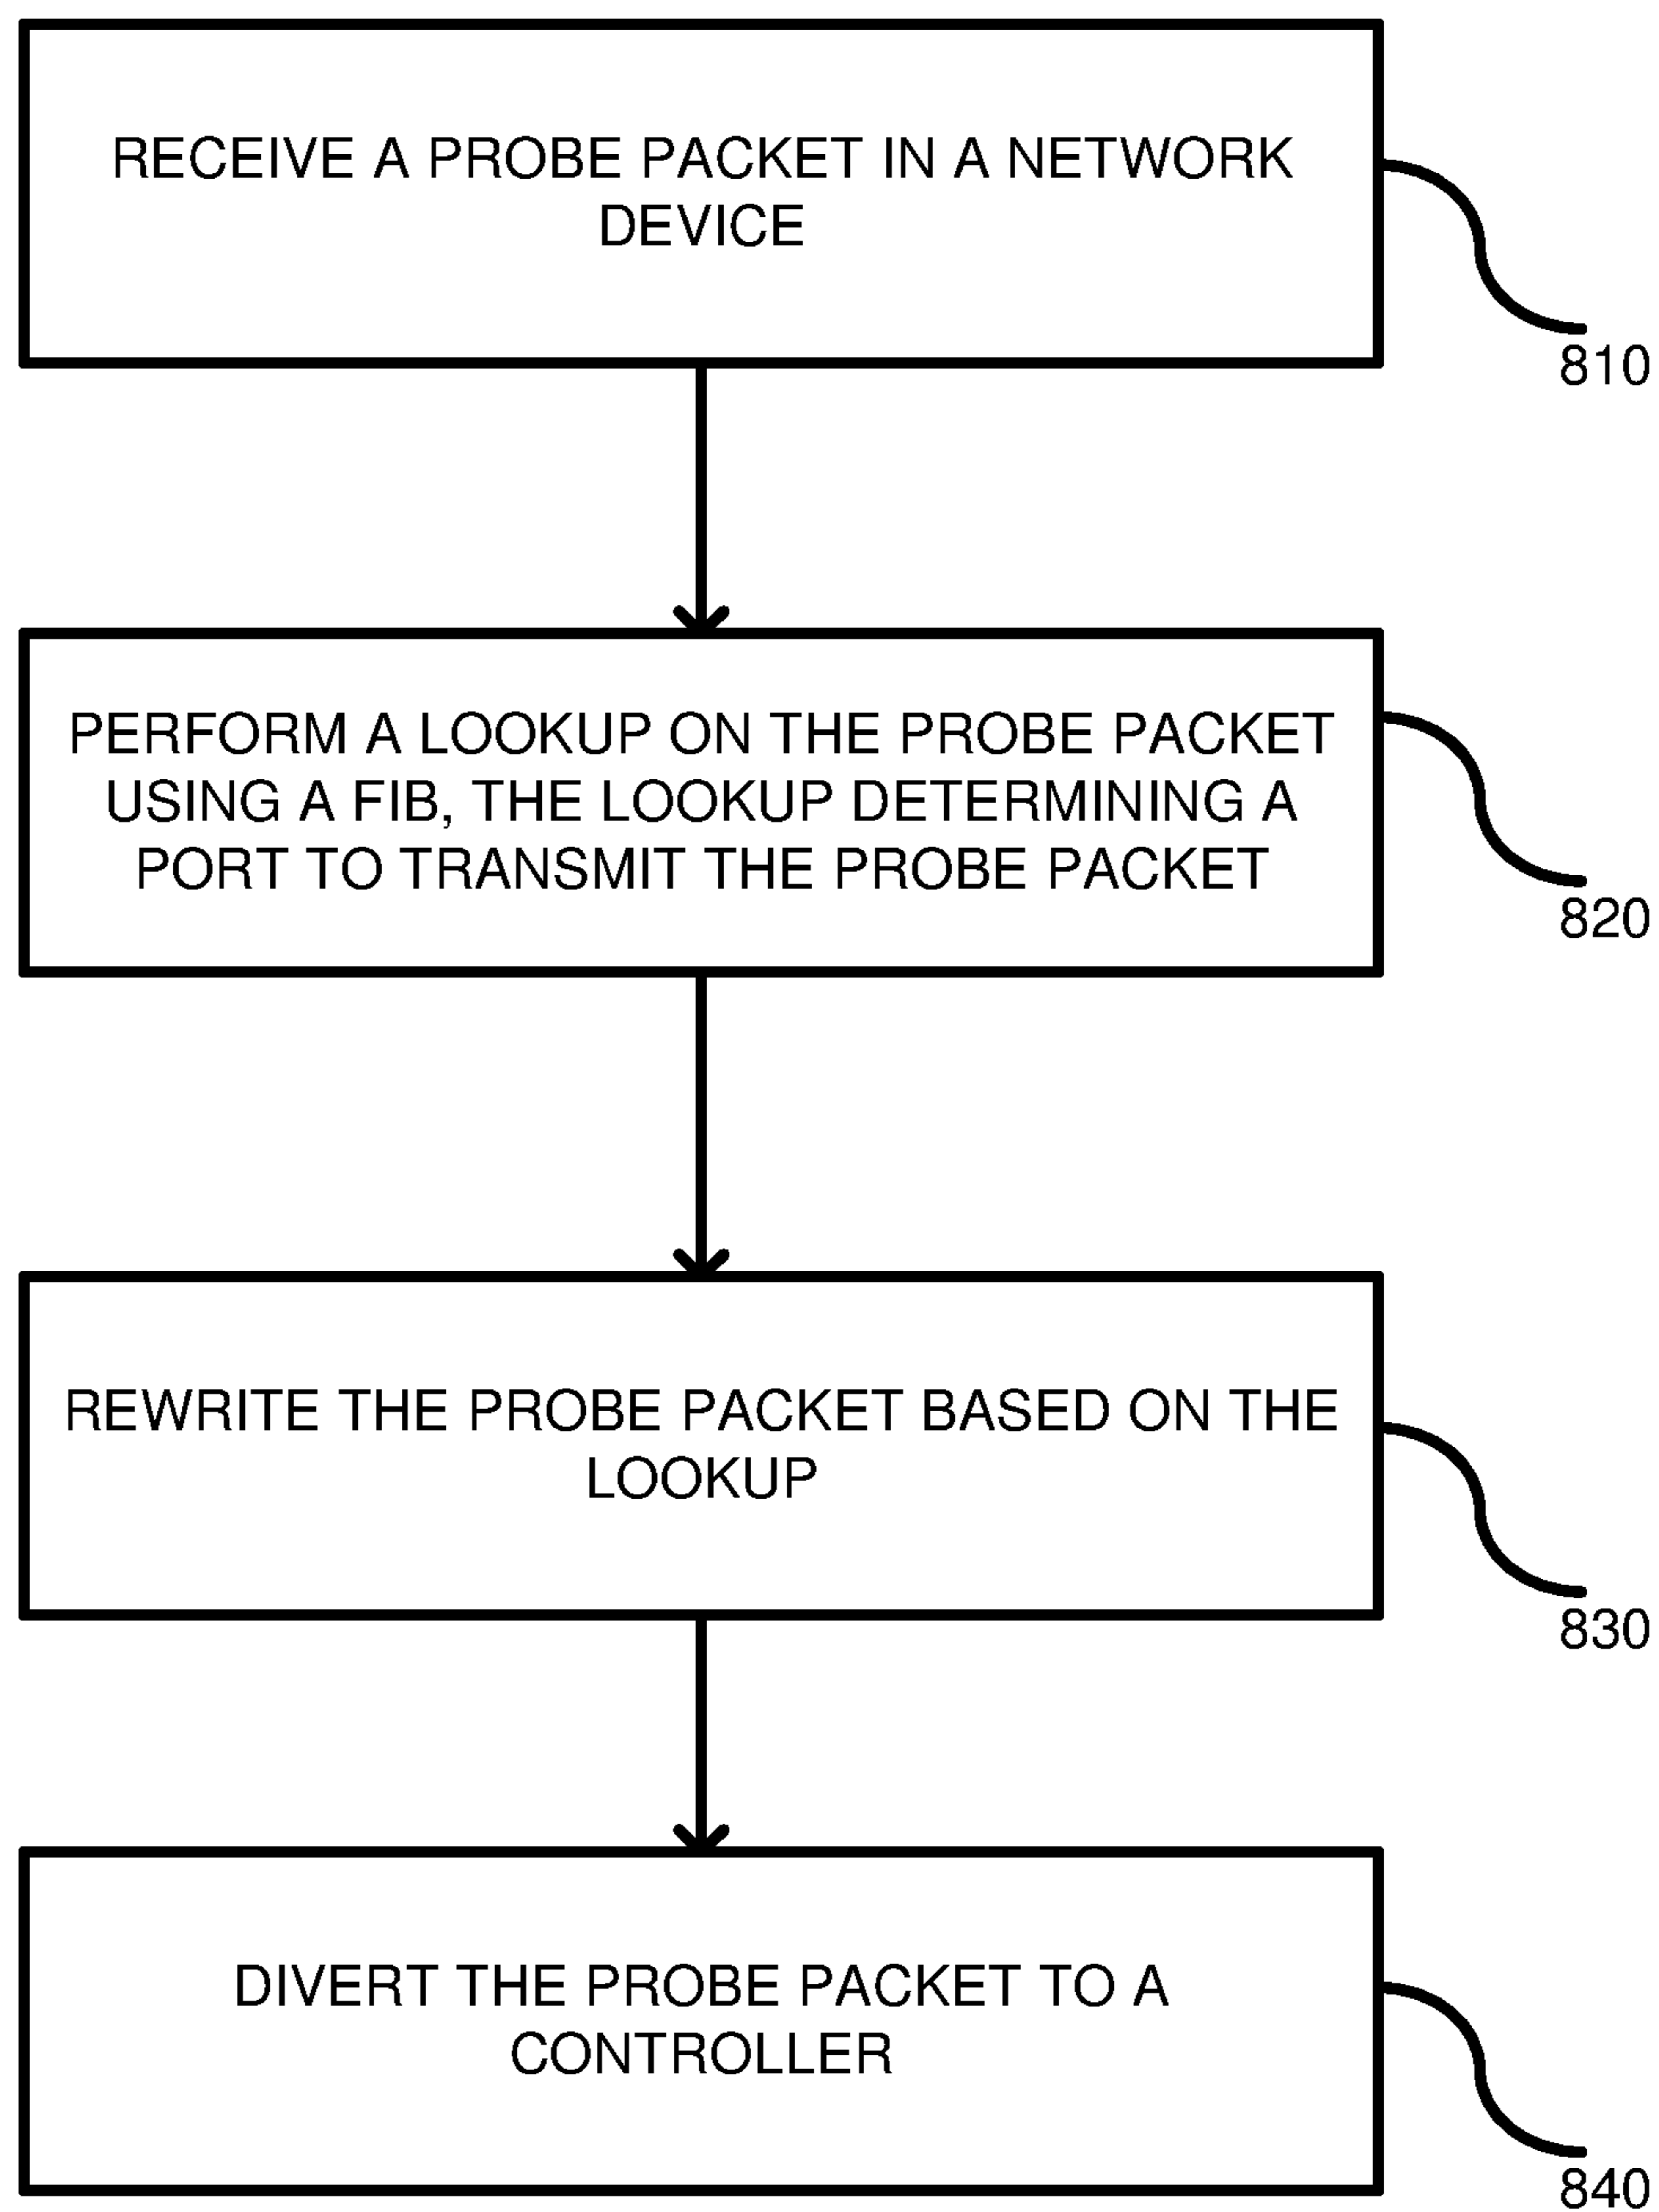 RECEIVE A PROBE PACKET IN A NETWORK
DEVICE
810
PERFORM A LOOKUP ON THE PROBE PACKET
USING A FIB, THE LOOKUP DETERMINING A
PORT TO TRANSMIT THE PROBE PACKET
820
REWRITE THE PROBE PACKET BASED ON THE
LOOKUP
830
DIVERT THE PROBE PACKET TO A
CONTROLLER
840